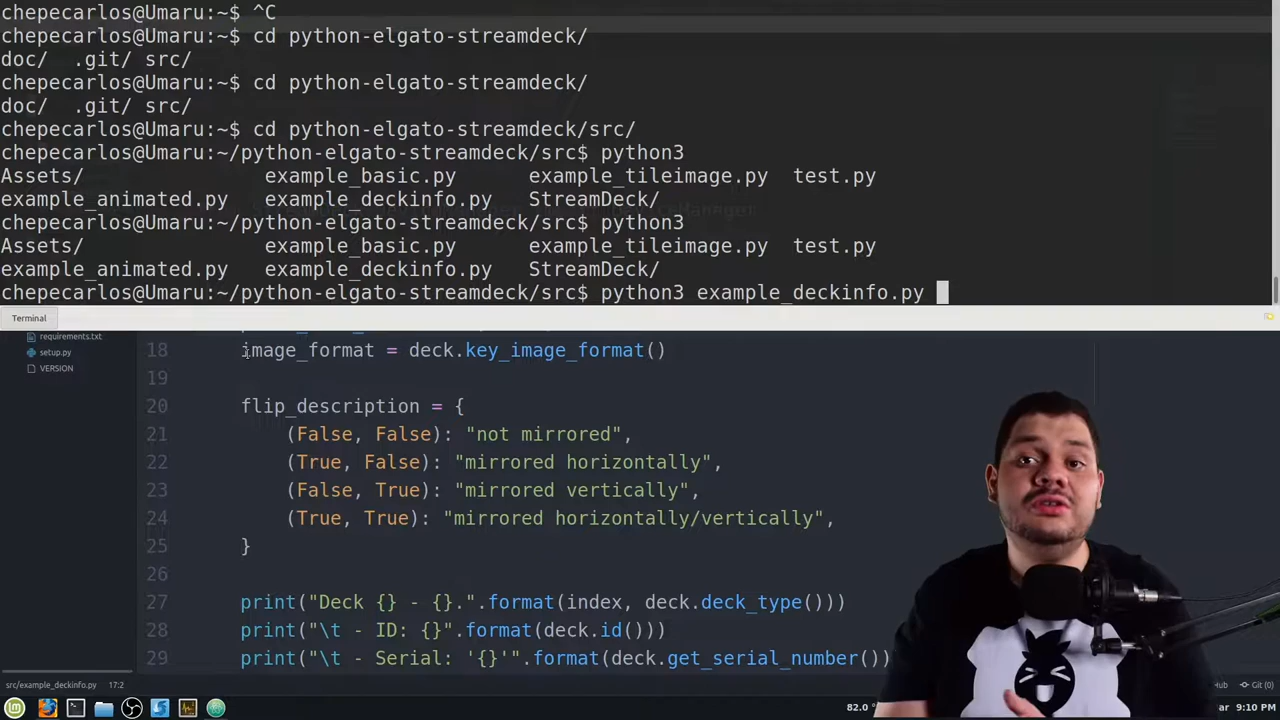 chepecarlos@Umaru:~$ ^C
chepecarlos@Umaru:~$ cd python-elgato-streamdeck/
doc/  .git/ src/
chepecarlos@Umaru:~$ cd python-elgato-streamdeck/
doc/  .git/ src/
chepecarlos@Umaru:~$ cd python-elgato-streamdeck/src/
chepecarlos@Umaru:~/python-elgato-streamdeck/src$ python3
Assets/ example_basic.py example_tileimage.py test.py
example_animated.py example_deckinfo.py StreamDeck/
chepecarlos@Umaru:~/python-elgato-streamdeck/src$ python3
Assets/ example_basic.py example_tileimage.py test.py
example_animated.py example_deckinfo.py StreamDeck/
chepecarlos@Umaru:~/python-elgato-streamdeck/src$ python3 example_deckinfo.py
Terminal
requirements.txt
setup.py
VERSION
18 image_format = deck.key_image_format()
19
20 flip_description = {
21 (False, False): "not mirrored",
22 (True, False): "mirrored horizontally",
23 (False, True): "mirrored vertically",
24 (True, True): "mirrored horizontally/vertically",
25 }
26
27 print("Deck {} - {}.".format(index, deck.deck_type()))
28 print("\t - ID: {}".format(deck.id()))
29 print("\t - Serial: '{}'".format(deck.get_serial_number())
src/example_deckinfo.py 17:2
Git (0)
82.0
9:10 PM